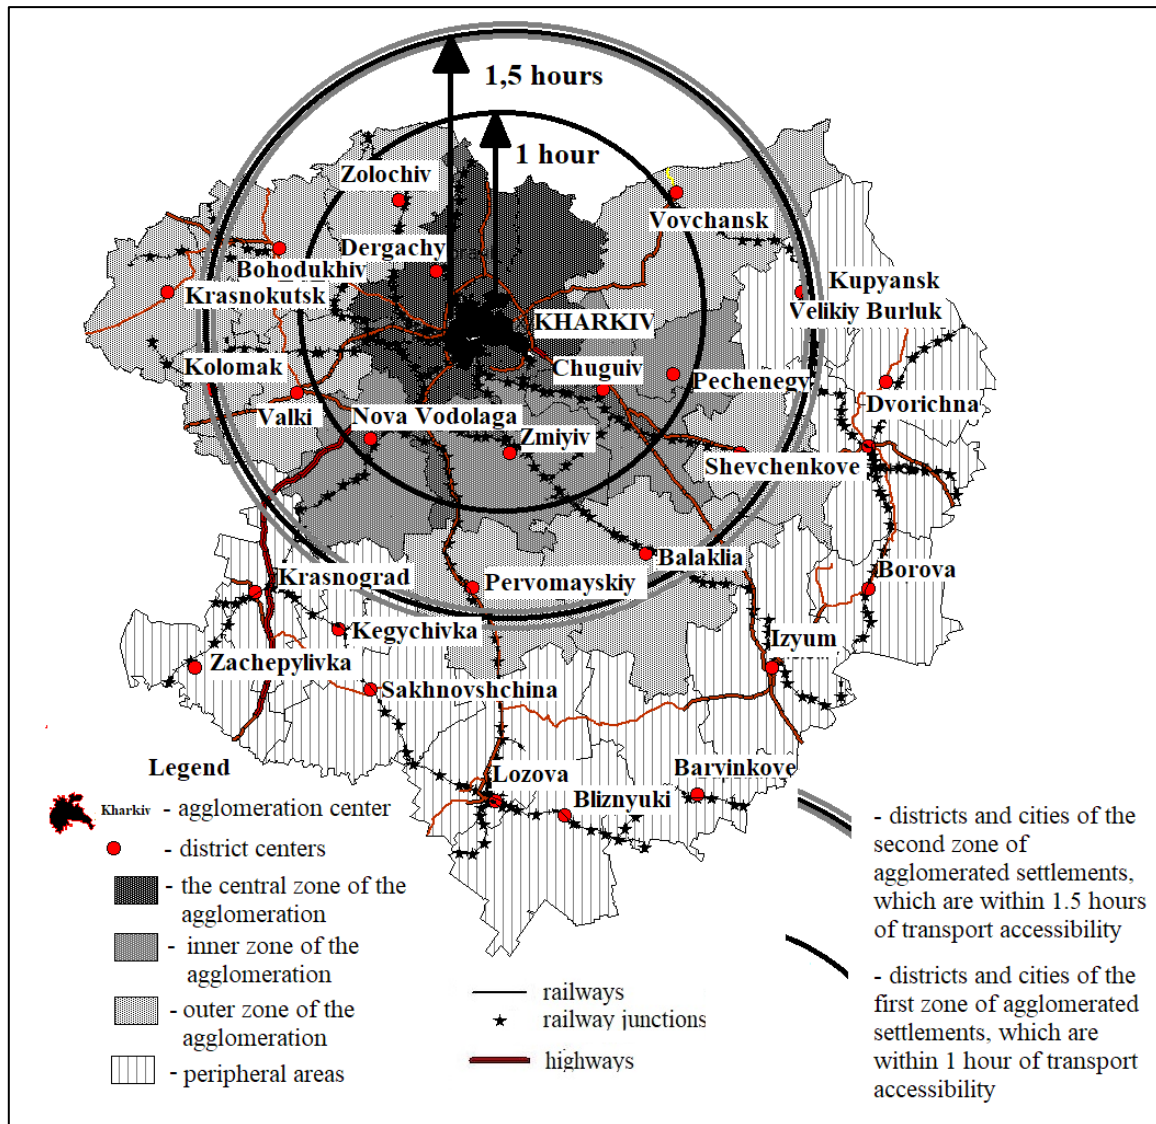 1,5 hours
1 hour
Zolochiv
Vovchansk
Dergachy
Bohodukhiv
Krasnokutsk
Kupyansk
Velikiy Burluk
KHARKIV
Kolomak
Chuguiv
Pechenegy
Dvorichna
Valki
Nova Vodolaga
Zmiyiv
Shevchenkove
Balaklia
Krasnograd
Pervomayskiy
Borova
Kegychivka
Izyum
Zachepylivka
Sakhnovshchina
Lozova
Barvinkove
Bliznyuki
Legend
Kharkiv - agglomeration center
- district centers
- the central zone of the
agglomeration
- inner zone of the
agglomeration
- outer zone of the
agglomeration
- peripheral areas
railways
railway junctions
highways
- districts and cities of the
second zone of
agglomerated settlements,
which are within 1.5 hours
of transport accessibility
- districts and cities of the
first zone of agglomerated
settlements, which are
within 1 hour of transport
accessibility